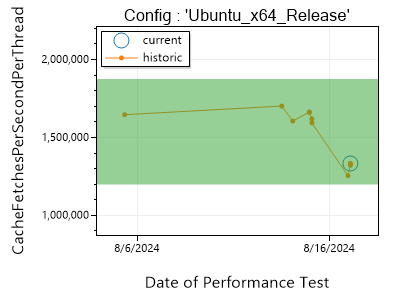 Config : 'Ubuntu_x64_Release'
CacheFetchesPerSecondPerThread
current
historic
2,000,000
1,500,000
1,000,000
8/6/2024
8/16/2024
Date of Performance Test